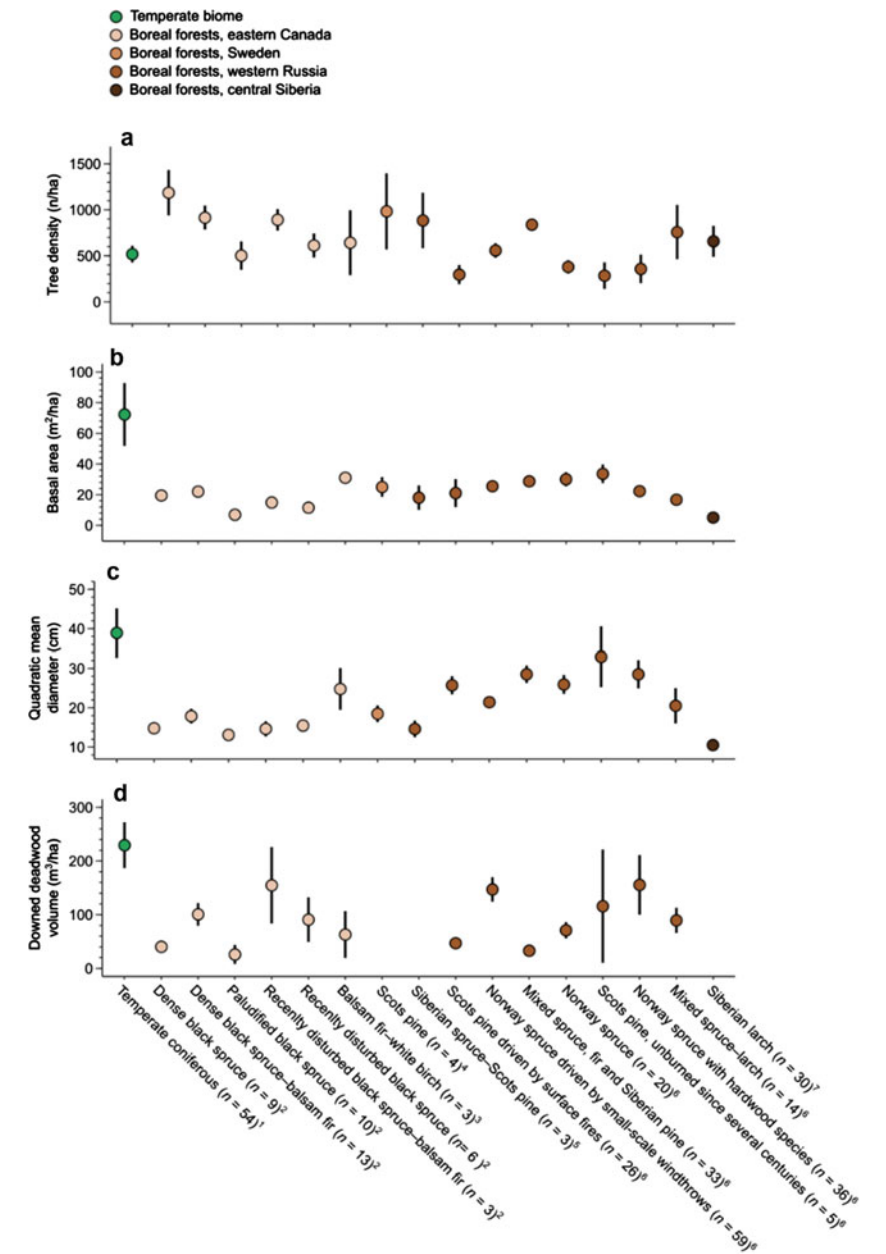 Temperate biome
Boreal forests, eastern Canada
Boreal forests, Sweden
Boreal forests, western Russia
Boreal forests, central Siberia
a
Tree density (n/ha)
1500
1000
500
0
b
Basal area (m²/ha)
100
80
60
40
20
0
c
Quadratic mean
diameter (cm)
50
40
30
20
10
d
Downed deadwood
volume (m³/ha)
300
200
100
0
Temperate coniferous (n = 54)¹
Dense black spruce (n = 9)²
Dense black spruce–balsam fir (n = 13)²
Paludified black spruce (n = 10)²
Recenlty disturbed black spruce–balsam fir (n = 3)²
Recenlty disturbed black spruce (n= 6 )²
Balsam fir–white birch (n = 3)³
Scots pine (n = 4)⁴
Siberian spruce–Scots pine (n = 3)⁵
Scots pine driven by surface fires (n = 26)⁶
Norway spruce driven by small-scale windthrows (n = 59)⁶
Mixed spruce, fir and Siberian pine (n = 33)⁶
Norway spruce (n = 20)⁶
Scots pine, unburned since several centuries (n = 5)⁶
Norway spruce with hardwood species (n = 36)⁶
Mixed spruce–larch (n = 14)⁶
Siberian larch (n = 30)⁷